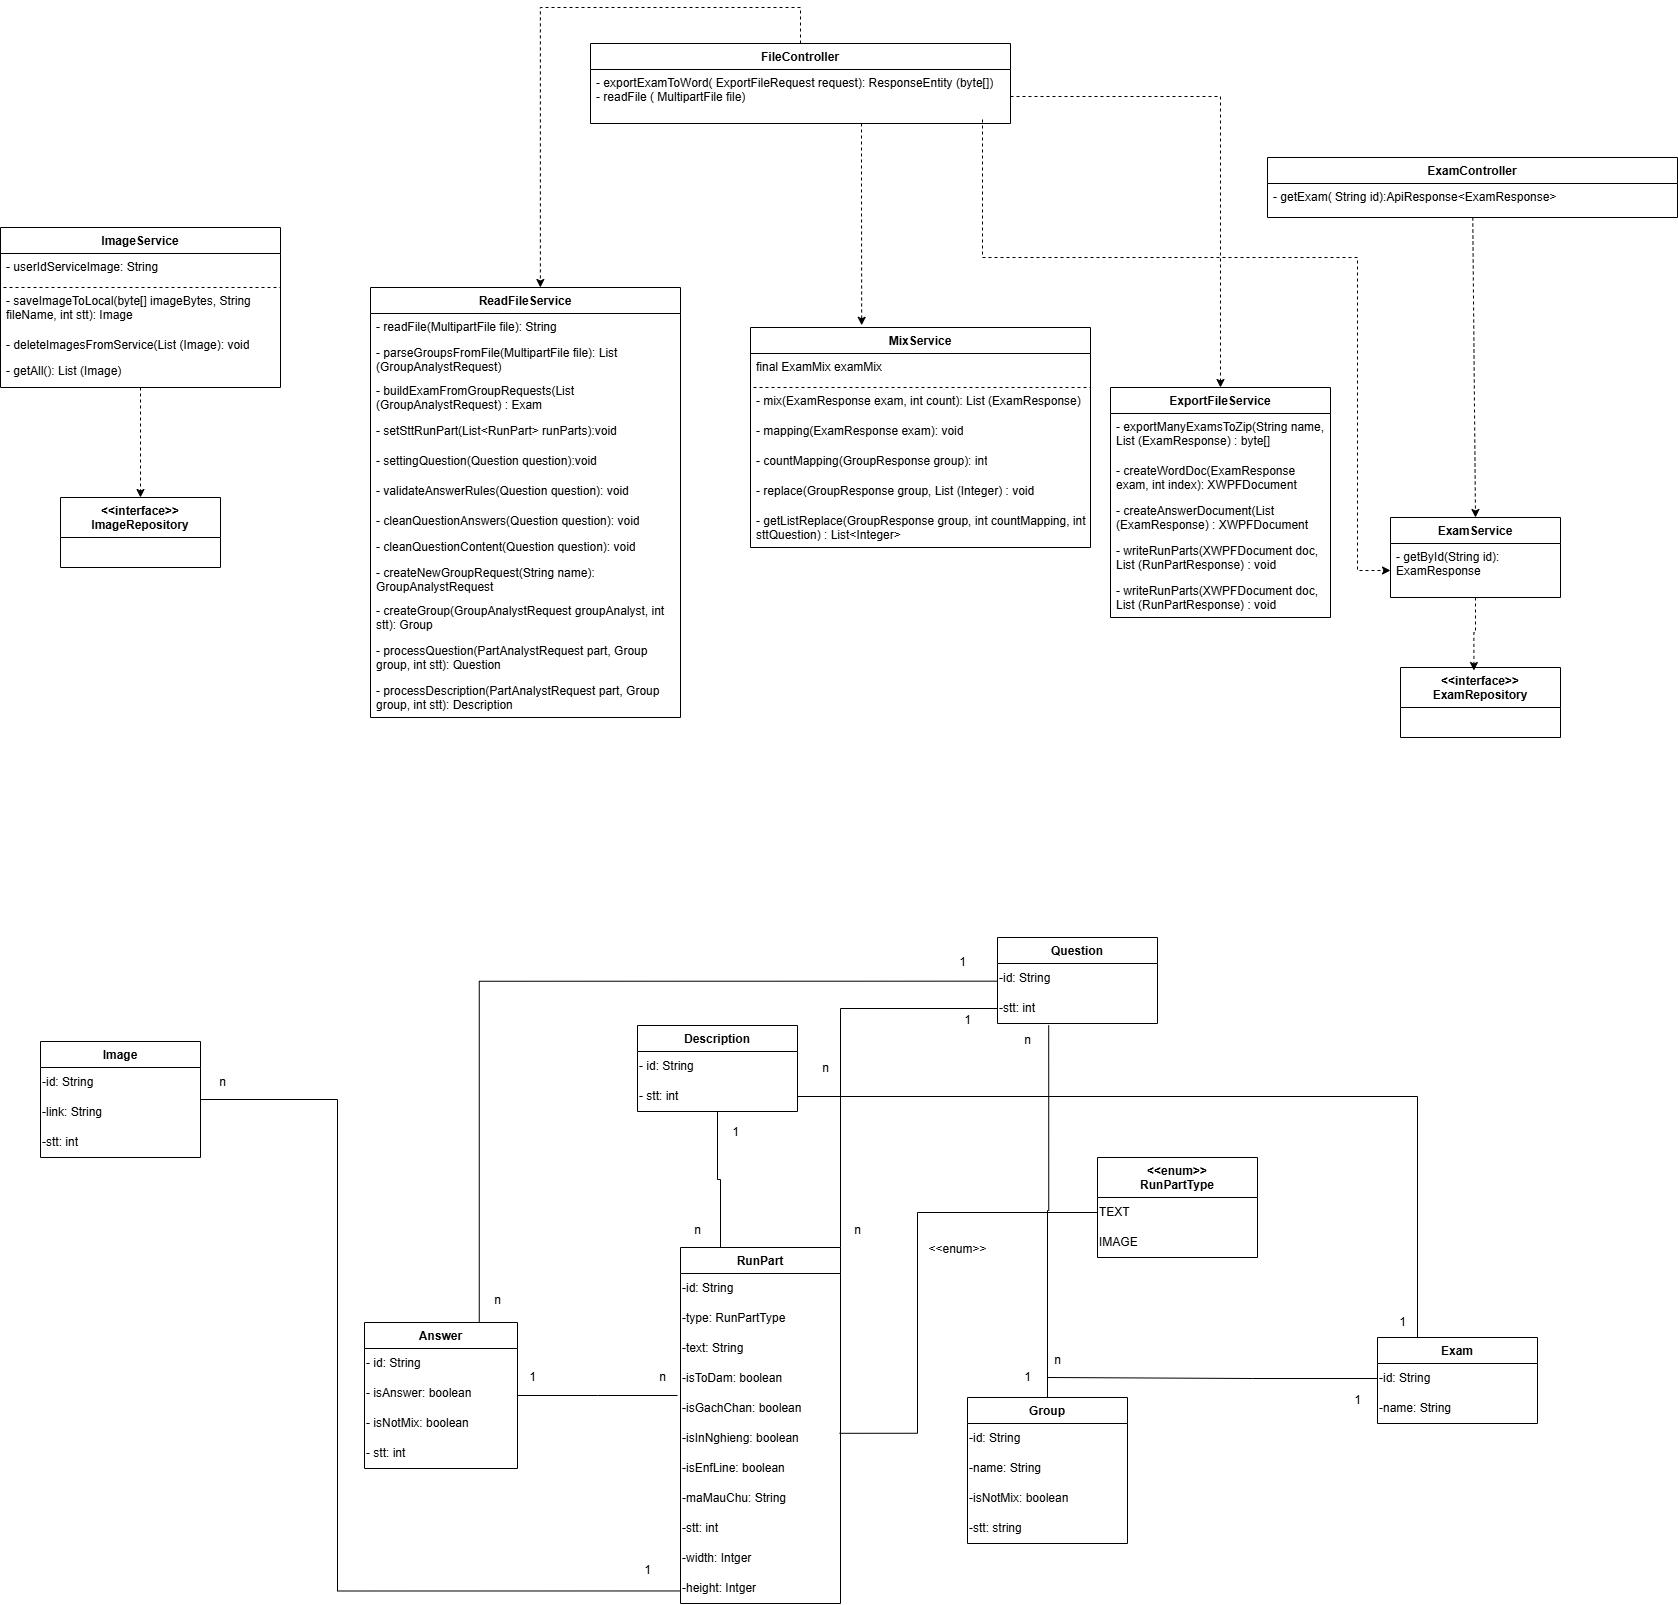 FileController
- exportExamToWord( ExportFileRequest request): ResponseEntity (byte[])
- readFile ( MultipartFile file)
ExamController
- getExam( String id):ApiResponse<ExamResponse>
ImageService
- userIdServiceImage: String
- saveImageToLocal(byte[] imageBytes, String
fileName, int stt): Image
- deleteImagesFromService(List (Image): void
- getAll(): List (Image)
<<interface>>
ImageRepository
ReadFileService
- readFile(MultipartFile file): String
- parseGroupsFromFile(MultipartFile file): List
(GroupAnalystRequest)
- buildExamFromGroupRequests(List
(GroupAnalystRequest) : Exam
- setSttRunPart(List<RunPart> runParts):void
- settingQuestion(Question question):void
- validateAnswerRules(Question question): void
- cleanQuestionAnswers(Question question): void
- cleanQuestionContent(Question question): void
- createNewGroupRequest(String name):
GroupAnalystRequest
- createGroup(GroupAnalystRequest groupAnalyst, int
stt): Group
- processQuestion(PartAnalystRequest part, Group
group, int stt): Question
- processDescription(PartAnalystRequest part, Group
group, int stt): Description
MixService
final ExamMix examMix
- mix(ExamResponse exam, int count): List (ExamResponse)
- mapping(ExamResponse exam): void
- countMapping(GroupResponse group): int
- replace(GroupResponse group, List (Integer) : void
- getListReplace(GroupResponse group, int countMapping, int
sttQuestion) : List<Integer>
ExportFileService
- exportManyExamsToZip(String name,
List (ExamResponse) : byte[]
- createWordDoc(ExamResponse
exam, int index): XWPFDocument
- createAnswerDocument(List
(ExamResponse) : XWPFDocument
- writeRunParts(XWPFDocument doc,
List (RunPartResponse) : void
- writeRunParts(XWPFDocument doc,
List (RunPartResponse) : void
ExamService
- getById(String id):
ExamResponse
<<interface>>
ExamRepository
Question
-id: String
-stt: int
1
1
n
Description
- id: String
- stt: int
n
1
Image
-id: String
-link: String
-stt: int
n
<<enum>>
RunPartType
TEXT
IMAGE
<<enum>>
n
n
RunPart
-id: String
-type: RunPartType
-text: String
-isToDam: boolean
-isGachChan: boolean
-isInNghieng: boolean
-isEnfLine: boolean
-maMauChu: String
-stt: int
-width: Intger
-height: Intger
n
Answer
- id: String
- isAnswer: boolean
- isNotMix: boolean
- stt: int
1
n
1
1
Exam
-id: String
-name: String
n
1
1
Group
-id: String
-name: String
-isNotMix: boolean
-stt: string